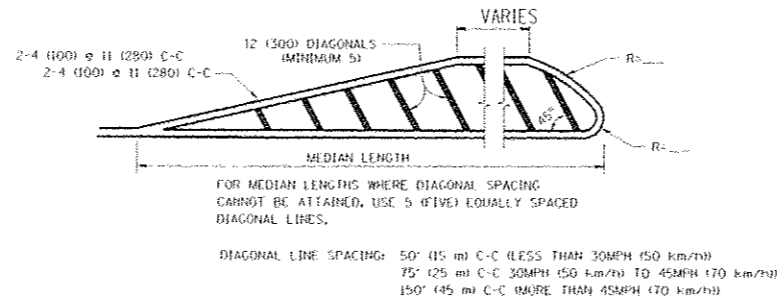 VARIES
2-4 (100) @ 11 (280) C-C
2-4 (100) @ 11 (280) C-C
12 (300) DIAGONALS
(MINIMUM 5)
R=
45°
R=
MEDIAN LENGTH
FOR MEDIAN LENGTHS WHERE DIAGONAL SPACING
CANNOT BE ATTAINED, USE 5 (FIVE) EQUALLY SPACED
DIAGONAL LINES.
DIAGONAL LINE SPACING: 50' (15 m) C-C (LESS THAN 30MPH (50 km/h))
75' (25 m) C-C 30MPH (50 km/h) TO 45MPH (70 km/h))
150' (45 m) C-C (MORE THAN 45MPH (70 km/h))